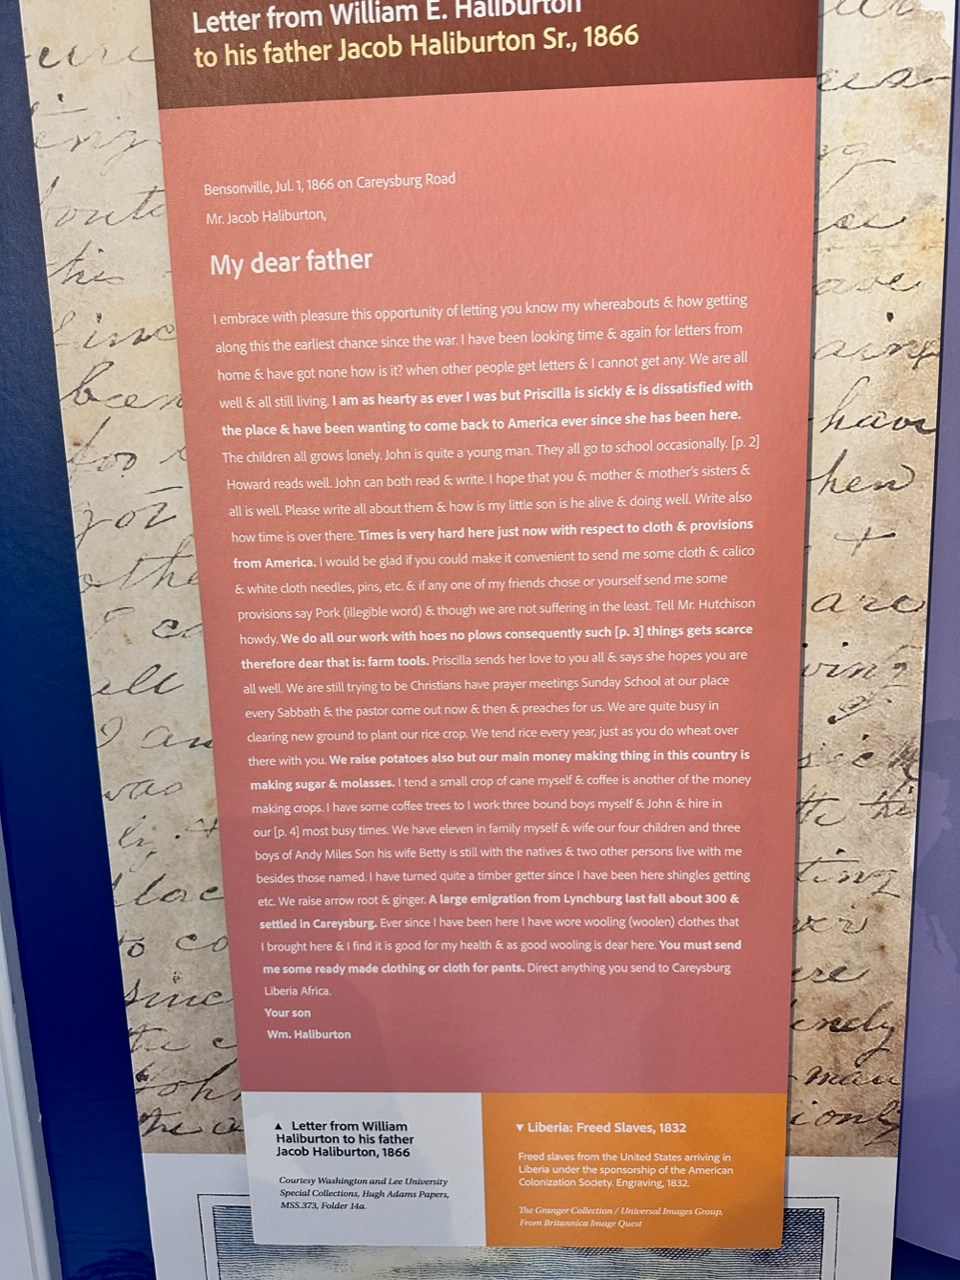 Letter from William E. Haliburton
to his father Jacob Haliburton Sr., 1866
Bensonville, Jul. 1, 1866 on Careysburg Road
Mr. Jacob Haliburton,
My dear father
I embrace with pleasure this opportunity of letting you know my whereabouts & how getting
along this the earliest chance since the war. I have been looking time & again for letters from
home & have got none how is it? when other people get letters & I cannot get any. We are all
well & all still living. I am as hearty as ever I was but Priscilla is sickly & is dissatisfied with
the place & have been wanting to come back to America ever since she has been here.
The children all grows lonely. John is quite a young man. They all go to school occasionally. [p. 2]
Howard reads well. John can both read & write. I hope that you & mother & mother's sisters &
all is well. Please write all about them & how is my little son is he alive & doing well. Write also
how time is over there. Times is very hard here just now with respect to cloth & provisions
from America. I would be glad if you could make it convenient to send me some cloth & calico
& white cloth needles, pins, etc. & if any one of my friends chose or yourself send me some
provisions say Pork (illegible word) & though we are not suffering in the least. Tell Mr. Hutchison
howdy. We do all our work with hoes no plows consequently such [p. 3] things gets scarce
therefore dear that is: farm tools. Priscilla sends her love to you all & says she hopes you are
all well. We are still trying to be Christians have prayer meetings Sunday School at our place
every Sabbath & the pastor come out now & then & preaches for us. We are quite busy in
clearing new ground to plant our rice crop. We tend rice every year, just as you do wheat over
there with you. We raise potatoes also but our main money making thing in this country is
making sugar & molasses. I tend a small crop of cane myself & coffee is another of the money
making crops. I have some coffee trees to I work three bound boys myself & John & hire in
our [p. 4] most busy times. We have eleven in family myself & wife our four children and three
boys of Andy Miles Son his wife Betty is still with the natives & two other persons live with me
besides those named. I have turned quite a timber getter since I have been here shingles getting
etc. We raise arrow root & ginger. A large emigration from Lynchburg last fall about 300 &
settled in Careysburg. Ever since I have been here I have wore wooling (woolen) clothes that
I brought here & I find it is good for my health & as good wooling is dear here. You must send
me some ready made clothing or cloth for pants. Direct anything you send to Careysburg
Liberia Africa.
Your son
Wm. Haliburton
▲ Letter from William
Haliburton to his father
Jacob Haliburton, 1866
Courtesy Washington and Lee University
Special Collections, Hugh Adams Papers,
MSS.373, Folder 14a.
▼ Liberia: Freed Slaves, 1832
Freed slaves from the United States arriving in
Liberia under the sponsorship of the American
Colonization Society. Engraving, 1832.
The Granger Collection / Universal Images Group,
From Britannica Image Quest